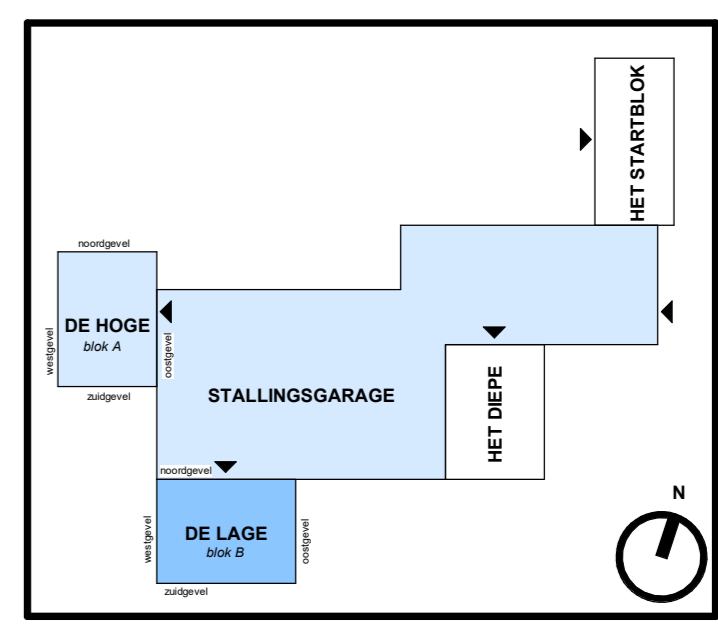 HET STARTBLOK
noordgevel
DE HOGE
blok A
westgevel
oostgevel
zuidgevel
STALLINGSGARAGE
HET DIEPE
noordgevel
DE LAGE
blok B
westgevel
oostgevel
zuidgevel
N